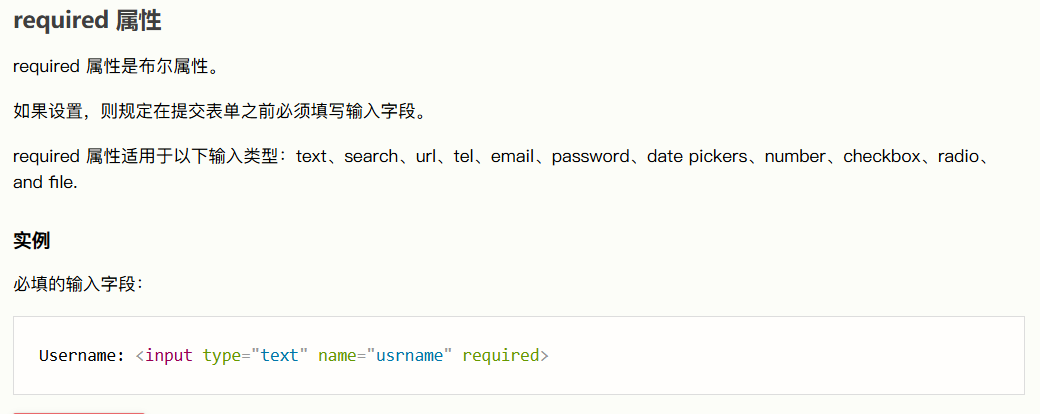 required 属性
required 属性是布尔属性。
如果设置，则规定在提交表单之前必须填写输入字段。
required 属性适用于以下输入类型：text、search、url、tel、email、password、date pickers、number、checkbox、radio、
and file.
实例
必填的输入字段：
Username: <input type="text" name="usrname" required>